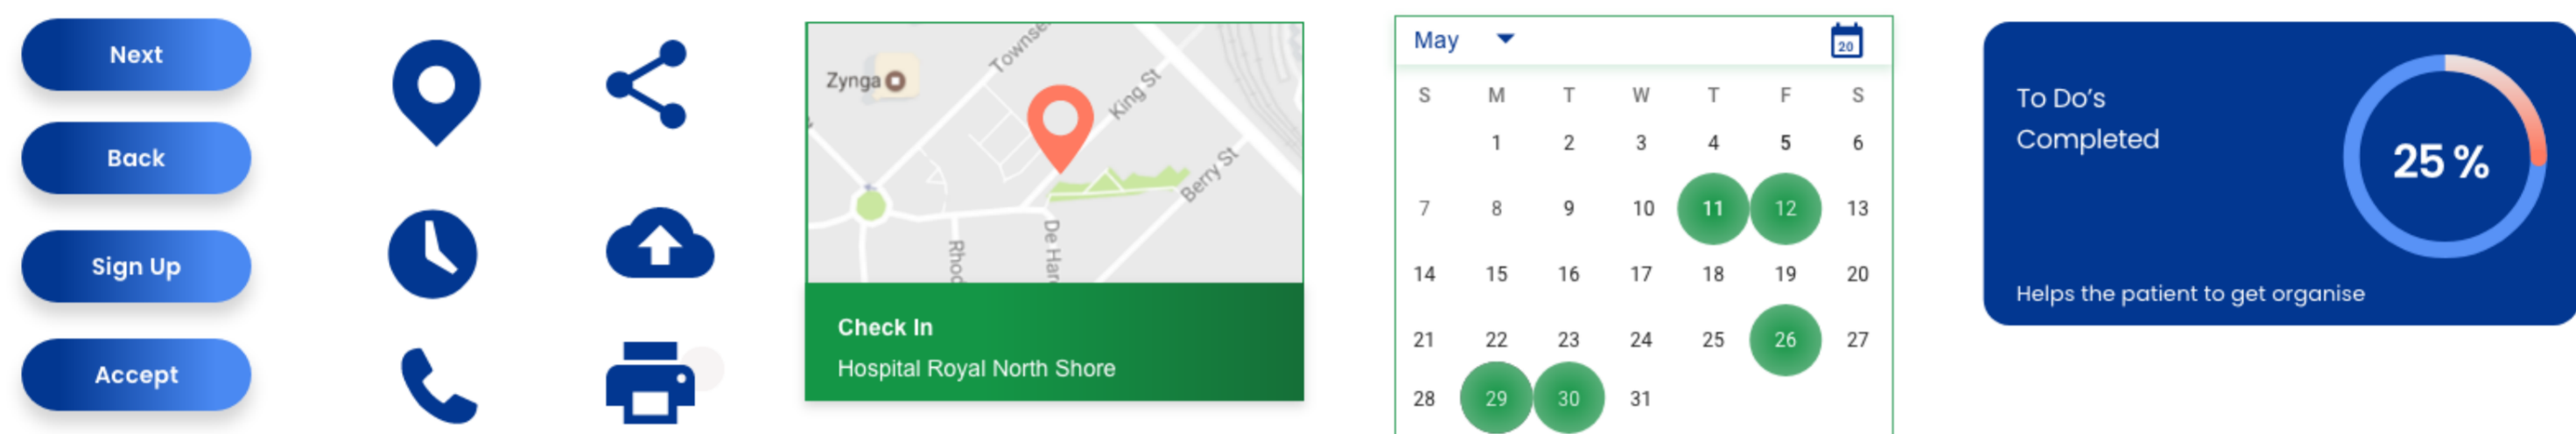 Next
Back
Sign Up
Accept
Zynga
Townse
King St
Berry St
Rhod
De Har
Check In
Hospital Royal North Shore
May
20
S M T W T F S
1 2 3 4 5 6
7 8 9 10 11 12 13
14 15 16 17 18 19 20
21 22 23 24 25 26 27
28 29 30 31
To Do’s
Completed
25 %
Helps the patient to get organise